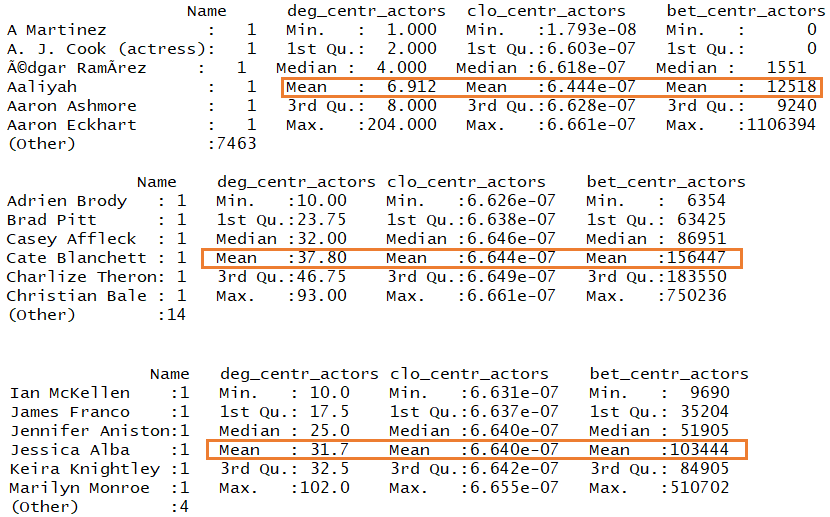 Name deg_centr_actors clo_centr_actors bet_centr_actors
A Martinez : 1 Min. : 1.000 Min. :1.793e-08 Min. : 0
A. J. Cook (actress): 1 1st Qu.: 2.000 1st Qu.:6.603e-07 1st Qu.: 0
Ã©dgar RamÃrez : 1 Median : 4.000 Median :6.618e-07 Median : 1551
Aaliyah : 1 Mean : 6.912 Mean :6.444e-07 Mean : 12518
Aaron Ashmore : 1 3rd Qu.: 8.000 3rd Qu.:6.628e-07 3rd Qu.: 9240
Aaron Eckhart : 1 Max. :204.000 Max. :6.661e-07 Max. :1106394
(Other) :7463
Name deg_centr_actors clo_centr_actors bet_centr_actors
Adrien Brody : 1 Min. :10.00 Min. :6.626e-07 Min. : 6354
Brad Pitt : 1 1st Qu.:23.75 1st Qu.:6.638e-07 1st Qu.: 63425
Casey Affleck : 1 Median :32.00 Median :6.646e-07 Median : 86951
Cate Blanchett : 1 Mean :37.80 Mean :6.644e-07 Mean :156447
Charlize Theron: 1 3rd Qu.:46.75 3rd Qu.:6.649e-07 3rd Qu.:183550
Christian Bale : 1 Max. :93.00 Max. :6.661e-07 Max. :750236
(Other) :14
Name deg_centr_actors clo_centr_actors bet_centr_actors
Ian McKellen :1 Min. : 10.0 Min. :6.631e-07 Min. : 9690
James Franco :1 1st Qu.: 17.5 1st Qu.:6.637e-07 1st Qu.: 35204
Jennifer Aniston:1 Median : 25.0 Median :6.640e-07 Median : 51905
Jessica Alba :1 Mean : 31.7 Mean :6.640e-07 Mean :103444
Keira Knightley :1 3rd Qu.: 32.5 3rd Qu.:6.642e-07 3rd Qu.: 84905
Marilyn Monroe :1 Max. :102.0 Max. :6.655e-07 Max. :510702
(Other) :4